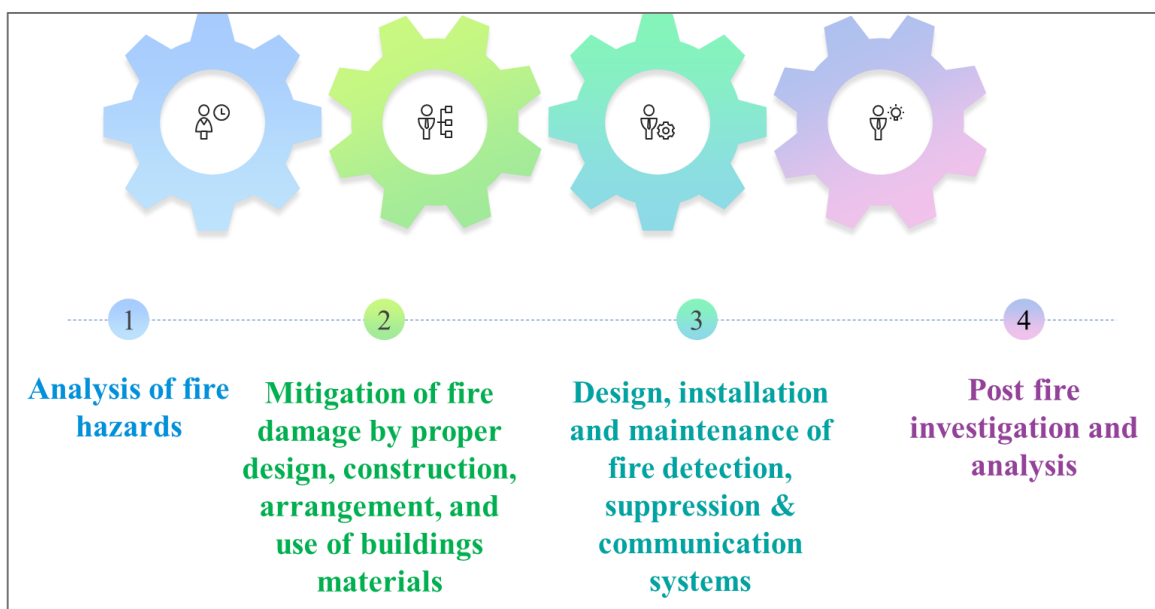 1
Analysis of fire
hazards
2
Mitigation of fire
damage by proper
design, construction,
arrangement, and
use of buildings
materials
3
Design, installation
and maintenance of
fire detection,
suppression &
communication
systems
4
Post fire
investigation and
analysis